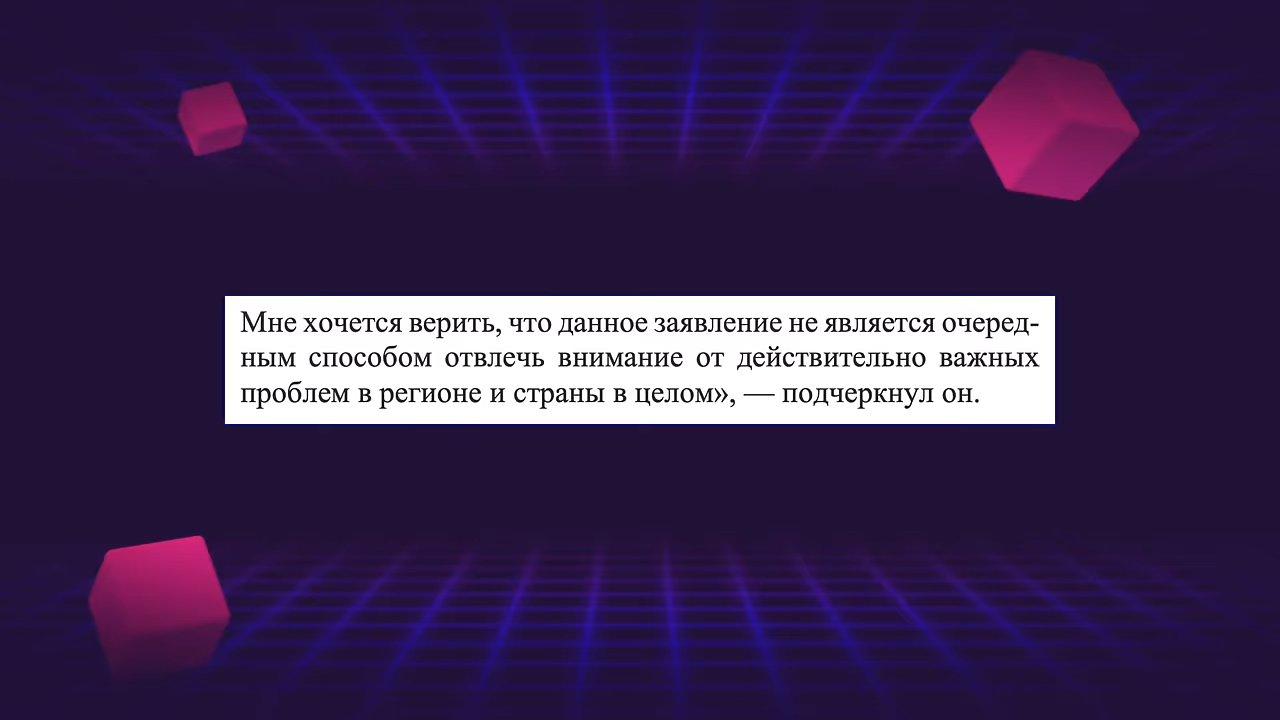 Мне хочется верить, что данное заявление не является очеред-
ным способом отвлечь внимание от действительно важных
проблем в регионе и страны в целом», — подчеркнул он.